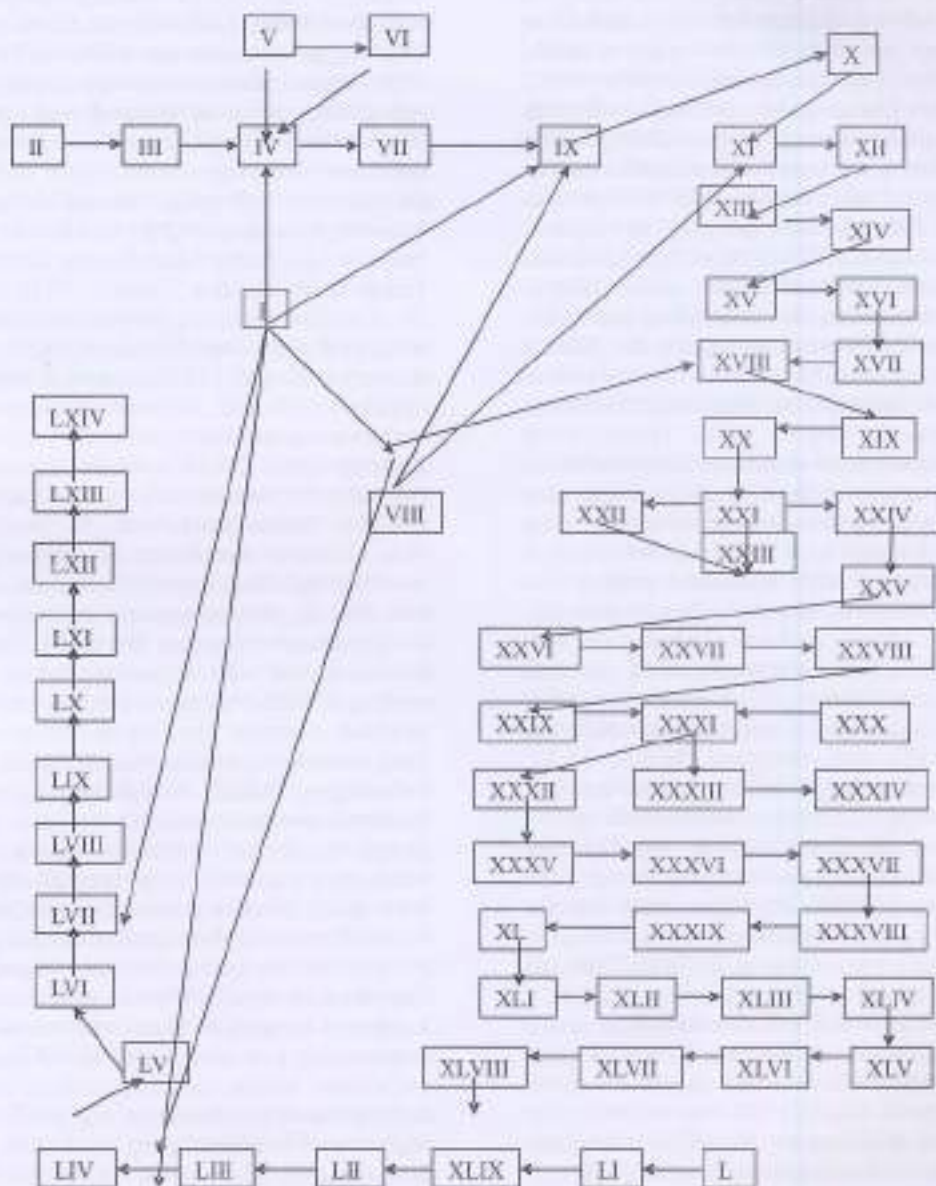 V VI
X
II III IV VII IX XI XII
XIII
XIV
XV XVI
XVIII XVII
LXIV
XX XIX
LXIII
VIII XXII XXI XXIV
XXIII
LXII
XXV
LXI
XXVI XXVII XXVIII
LX
XXIX XXXI XXX
LIX
XXXII XXXIII XXXIV
LVIII
XXXV XXXVI XXXVII
LVII
XL XXXIX XXXVIII
LVI
XLI XLII XLIII XLIV
LV
XLVIII XLVII XLVI XLV
LIV LIII LII XLIX LI L